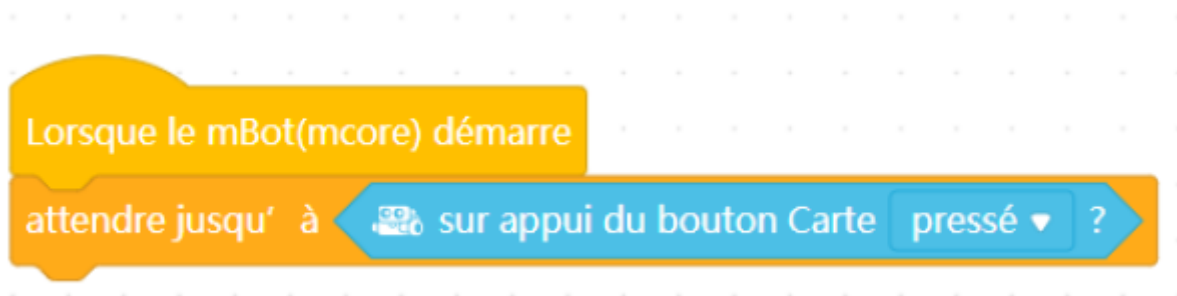 Lorsque le mBot(mcore) démarre
attendre jusqu' à sur appui du bouton Carte pressé ?